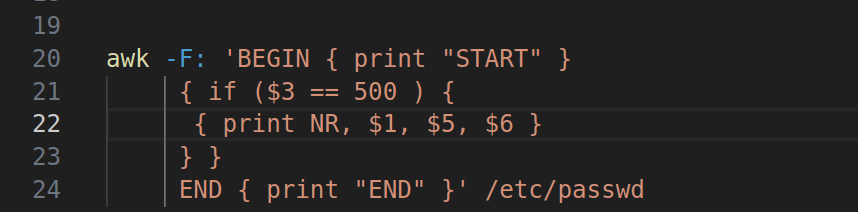 19
20 awk -F: 'BEGIN { print "START" }
21 { if ($3 == 500 ) {
22 { print NR, $1, $5, $6 }
23 } }
24 END { print "END" }' /etc/passwd